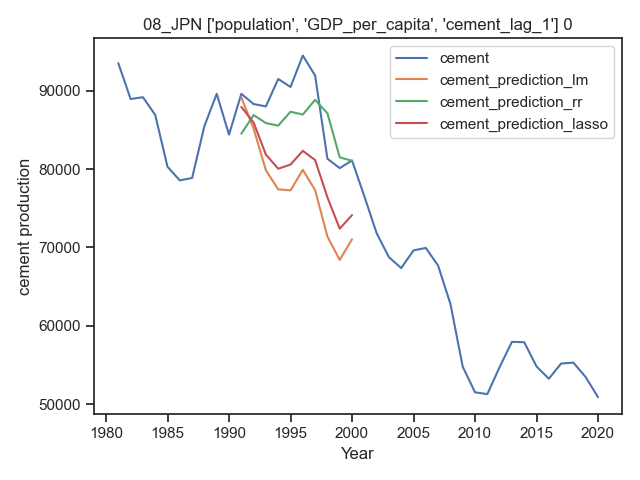 08_JPN ['population', 'GDP_per_capita', 'cement_lag_1'] 0
cement
cement_prediction_lm
cement_prediction_rr
cement_prediction_lasso
90000
80000
70000
60000
50000
cement production
1980 1985 1990 1995 2000 2005 2010 2015 2020
Year